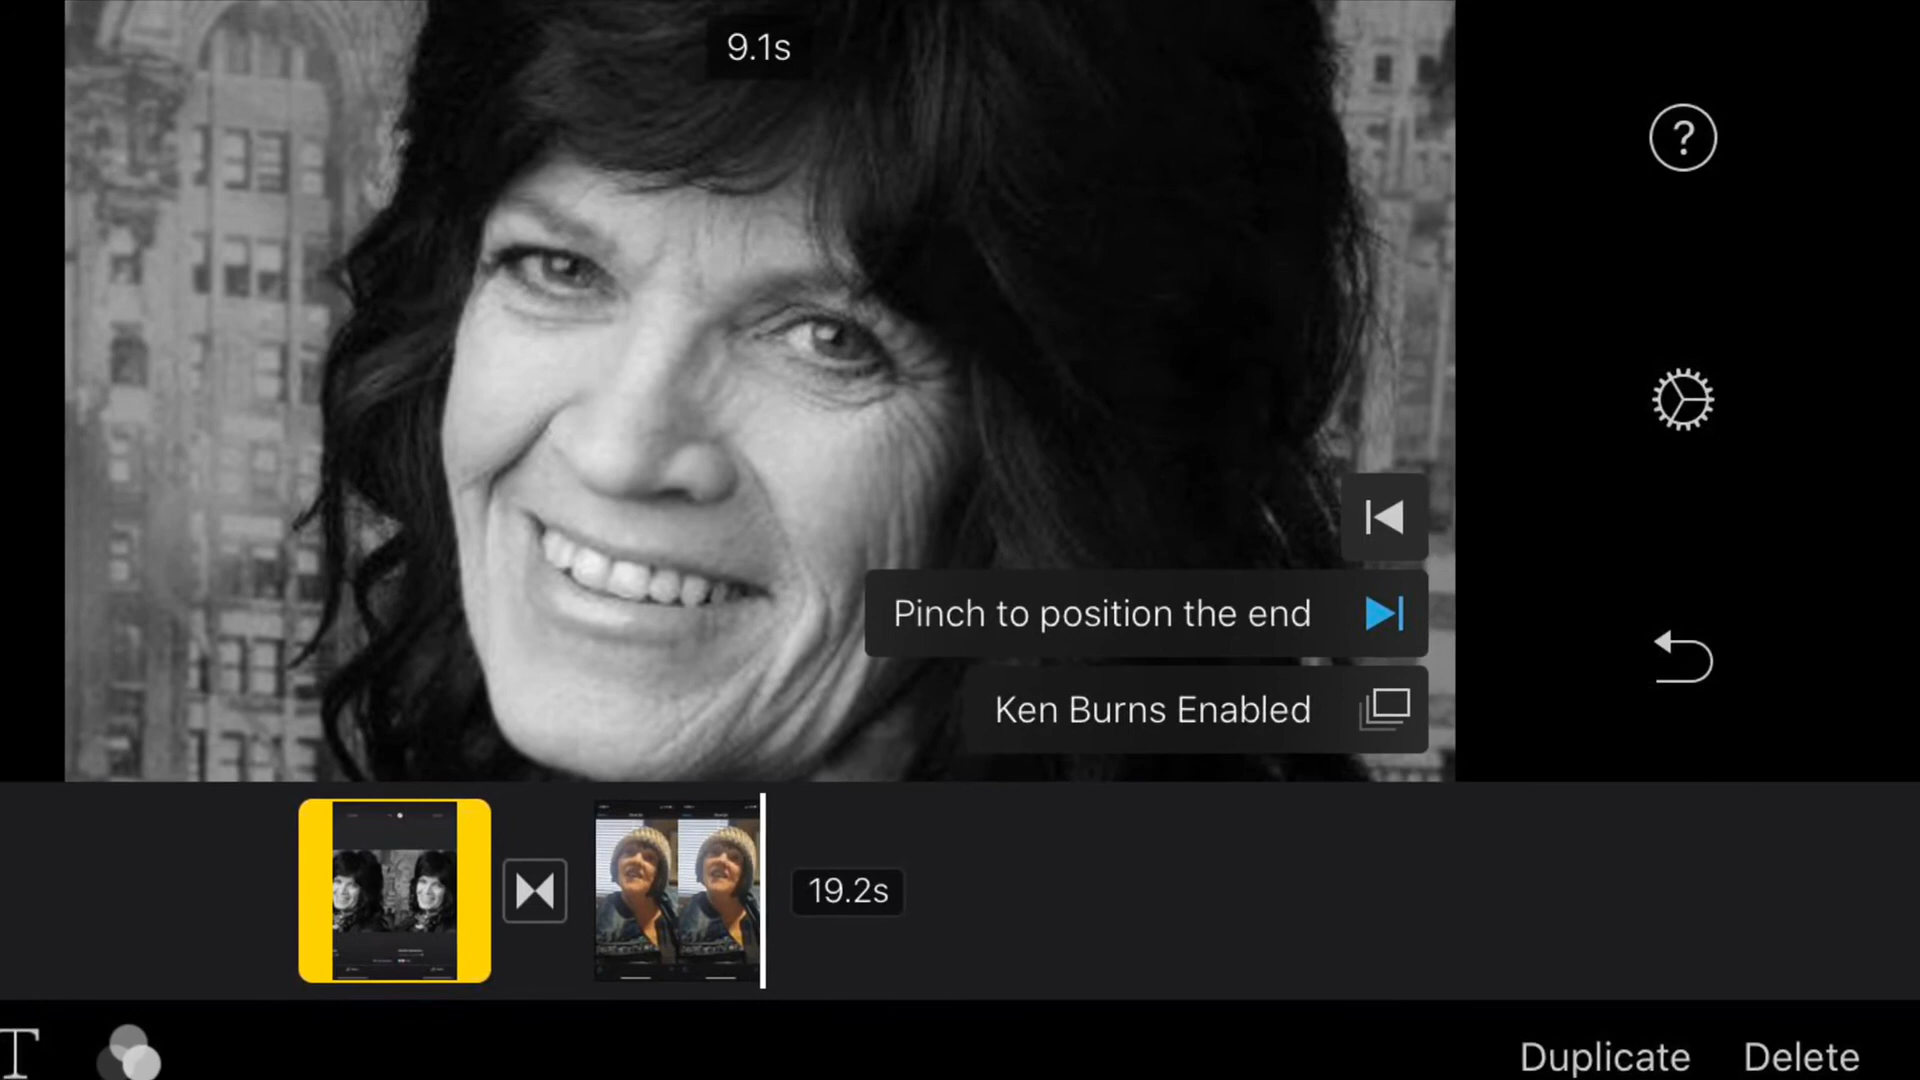 9.1s
?
Pinch to position the end
Ken Burns Enabled
19.2s
T
Duplicate Delete